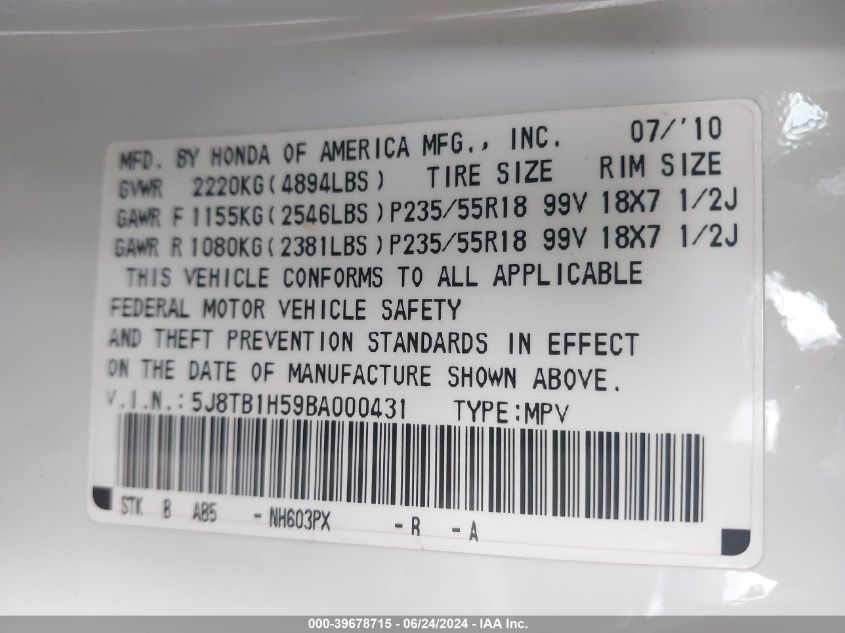 MFD. BY HONDA OF AMERICA MFG., INC. 07/'10
GVWR 2220KG(4894LBS) TIRE SIZE RIM SIZE
GAWR F 1155KG(2546LBS)P235/55R18 99V 18X7 1/2J
GAWR R 1080KG(2381LBS)P235/55R18 99V 18X7 1/2J
THIS VEHICLE CONFORMS TO ALL APPLICABLE
FEDERAL MOTOR VEHICLE SAFETY
AND THEFT PREVENTION STANDARDS IN EFFECT
ON THE DATE OF MANUFACTURE SHOWN ABOVE.
V.I.N.:5J8TB1H59BA000431 TYPE:MPV
STK B AB5 -NH603PX -B -A
000-39678715 - 06/24/2024 - IAA Inc.